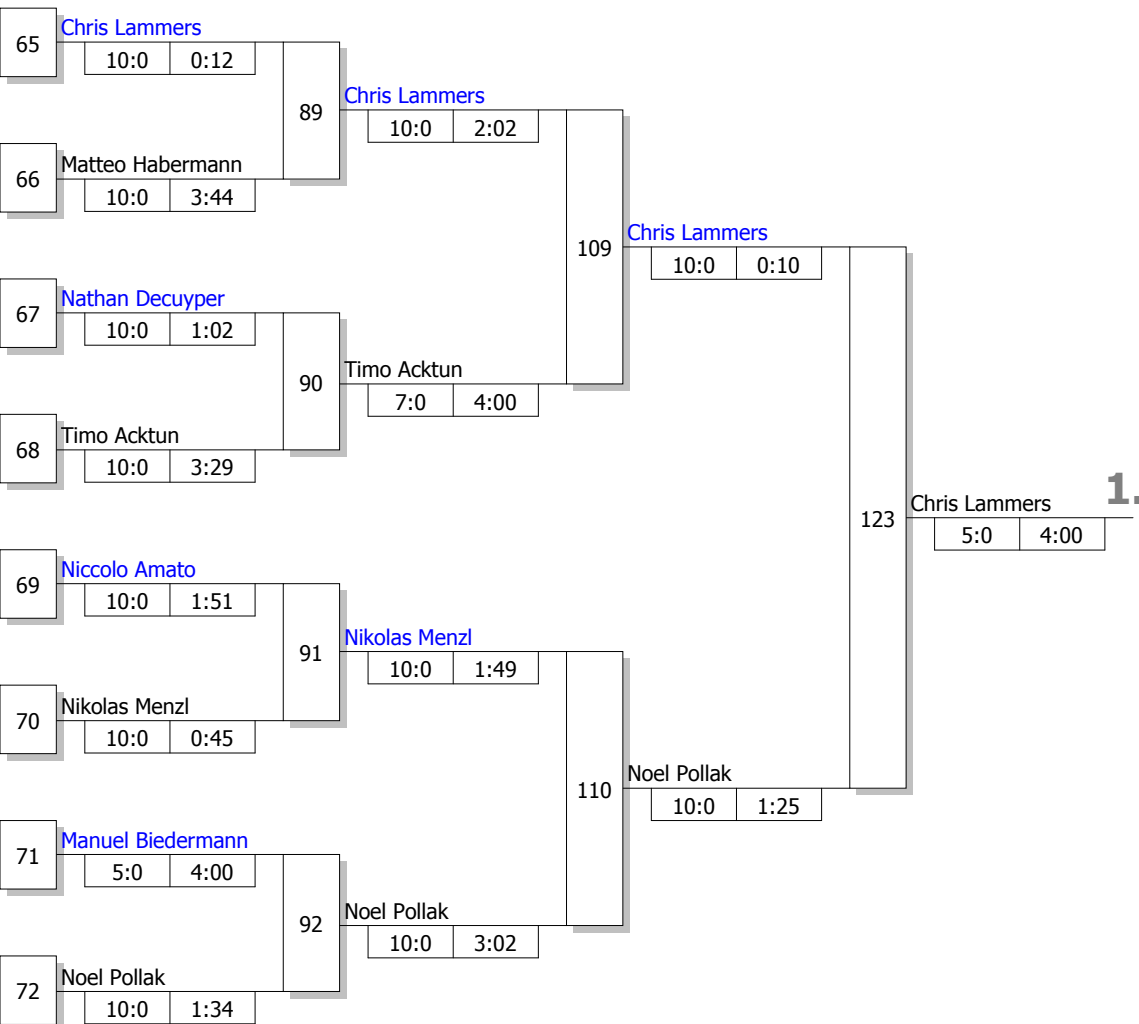 65
Chris Lammers
10:0 0:12
89
Chris Lammers
10:0 2:02
66
Matteo Habermann
10:0 3:44
109
Chris Lammers
10:0 0:10
67
Nathan Decuyper
10:0 1:02
90
Timo Acktun
7:0 4:00
68
Timo Acktun
10:0 3:29
123
Chris Lammers
1.
5:0 4:00
69
Niccolo Amato
10:0 1:51
91
Nikolas Menzl
10:0 1:49
70
Nikolas Menzl
10:0 0:45
110
Noel Pollak
10:0 1:25
71
Manuel Biedermann
5:0 4:00
92
Noel Pollak
10:0 3:02
72
Noel Pollak
10:0 1:34